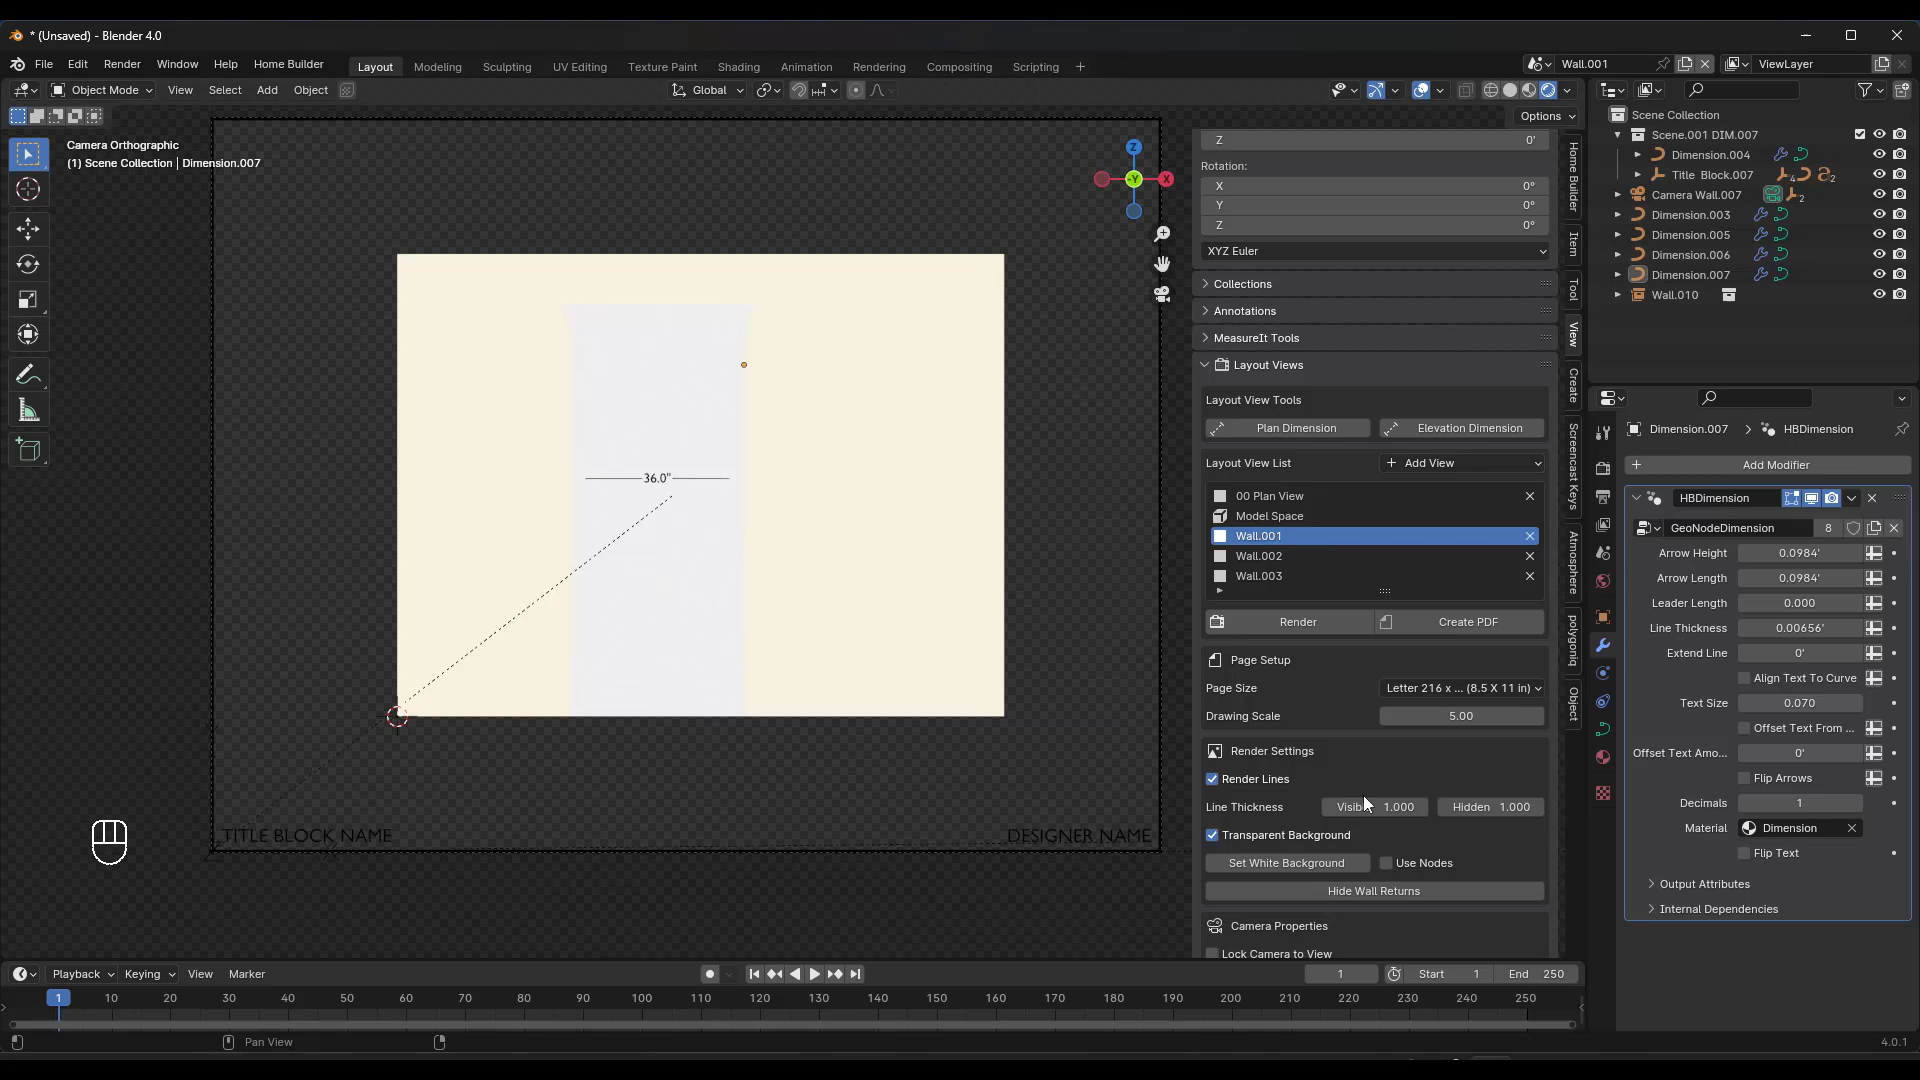 * (Unsaved) - Blender 4.0
File Edit Render Window Help Home Builder
Layout Modeling Sculpting UV Editing Texture Paint Shading Animation Rendering Compositing Scripting
Wall.001
ViewLayer
Object Mode View Select Add Object
Global
Options
Camera Orthographic
(1) Scene Collection | Dimension.007
Z
X
-Y
36.0"
TITLE BLOCK NAME
DESIGNER NAME
Z 0'
Rotation:
X 0°
Y 0°
Z 0°
XYZ Euler
Collections
Annotations
MeasureIt Tools
Layout Views
Layout View Tools
Plan Dimension
Elevation Dimension
Layout View List
Add View
00 Plan View
Model Space
Wall.001
Wall.002
Wall.003
Render
Create PDF
Page Setup
Page Size Letter 216 x ... (8.5 X 11 in)
Drawing Scale 5.00
Render Settings
Render Lines
Line Thickness Visib 1.000 Hidden 1.000
Transparent Background
Set White Background
Use Nodes
Hide Wall Returns
Camera Properties
Lock Camera to View
Home Builder
Item
Tool
View
Create
Screencast Keys
Atmosphere
polygoniq
Object
Scene Collection
Scene.001 DIM.007
Dimension.004
Title Block.007 4 2
Camera Wall.007 2
Dimension.003
Dimension.005
Dimension.006
Dimension.007
Wall.010
Dimension.007 HBDimension
Add Modifier
HBDimension
GeoNodeDimension 8
Arrow Height 0.0984'
Arrow Length 0.0984'
Leader Length 0.000
Line Thickness 0.00656'
Extend Line 0'
Align Text To Curve
Text Size 0.070
Offset Text From ...
Offset Text Amo... 0'
Flip Arrows
Decimals 1
Material Dimension
Flip Text
Output Attributes
Internal Dependencies
Playback Keying View Marker
1
Start 1
End 250
1 10 20 30 40 50 60 70 80 90 100 110 120 130 140 150 160 170 180 190 200 210 220 230 240 250
Pan View
4.0.1